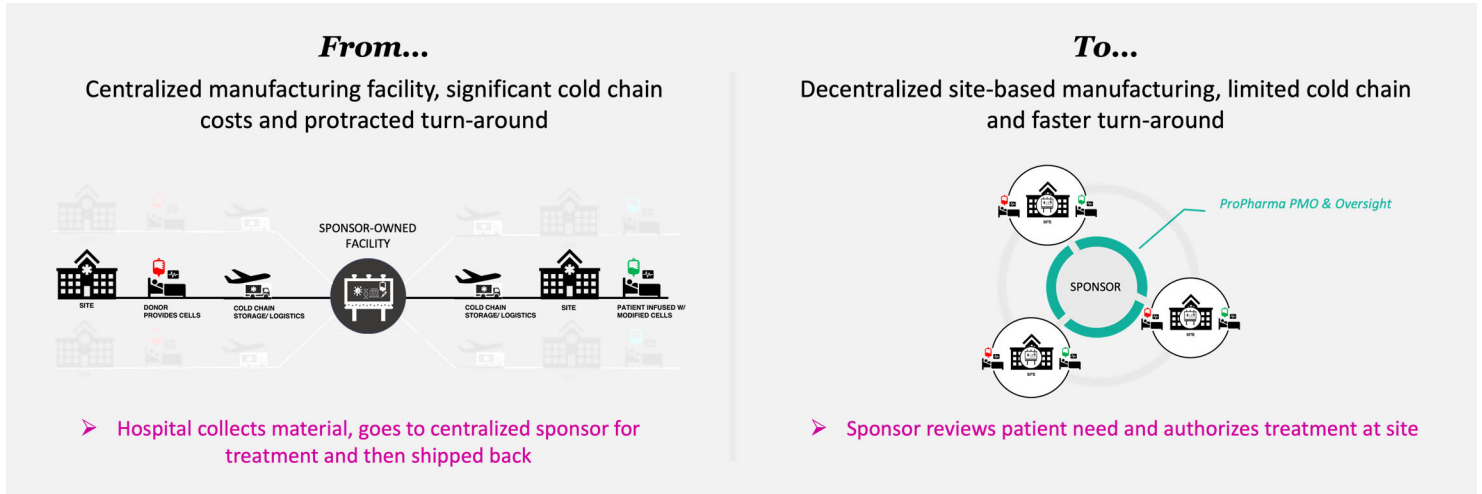 From...
Centralized manufacturing facility, significant cold chain
costs and protracted turn-around
SPONSOR-OWNED
FACILITY
SITE
DONOR
PROVIDES CELLS
COLD CHAIN
STORAGE/ LOGISTICS
COLD CHAIN
STORAGE/ LOGISTICS
SITE
PATIENT INFUSED W/
MODIFIED CELLS
➢ Hospital collects material, goes to centralized sponsor for
treatment and then shipped back
To...
Decentralized site-based manufacturing, limited cold chain
and faster turn-around
ProPharma PMO & Oversight
SITE
SPONSOR
SITE
SITE
➢ Sponsor reviews patient need and authorizes treatment at site